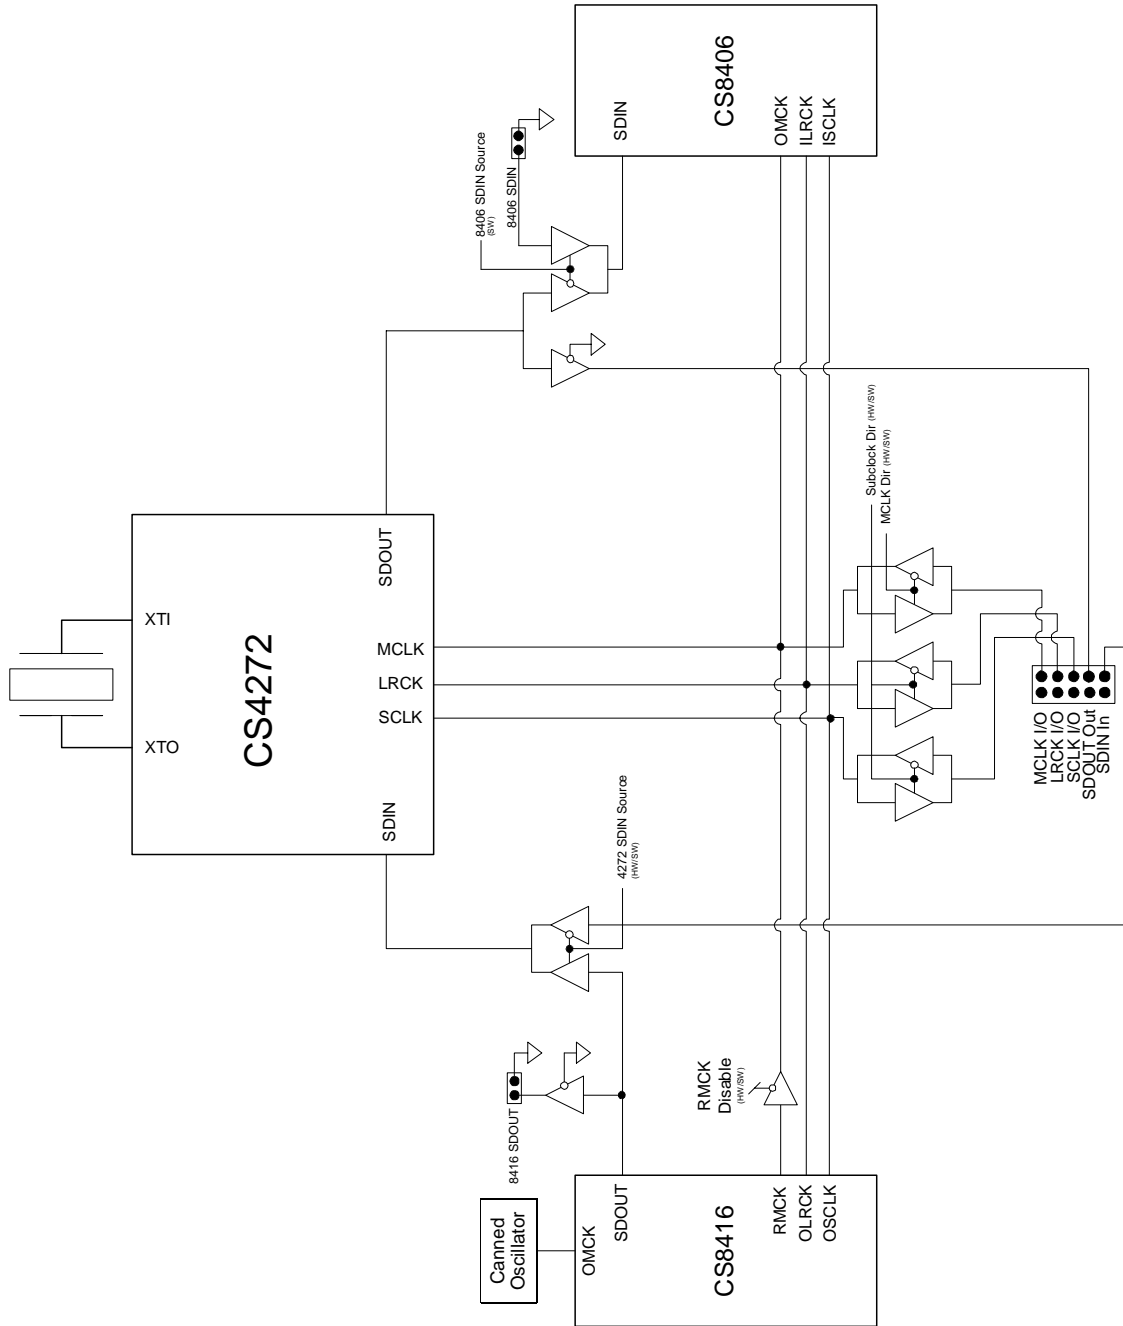 CS8406
SDIN
OMCK
ILRCK
ISCLK
8406 SDIN Source
(SW)
8406 SDIN
Subclock Dir (HW/SW)
MCLK Dir (HW/SW)
XTI
SDOUT
CS4272
MCLK
LRCK
SCLK
XTO
SDIN
MCLK I/O
LRCK I/O
SCLK I/O
SDOUT Out
SDIN In
4272 SDIN Source
(HW/SW)
RMCK
Disable
(HW/SW)
8416 SDOUT
Canned
Oscillator
OMCK
SDOUT
CS8416
RMCK
OLRCK
OSCLK